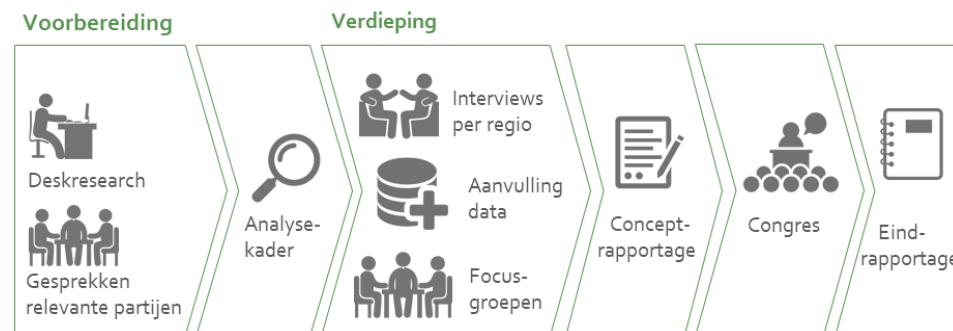 Voorbereiding
Verdieping
Deskresearch
Gesprekken
relevante partijen
Analyse-
kader
Interviews
per regio
Aanvulling
data
Focus-
groepen
Concept-
rapportage
Congres
Eind-
rapportage